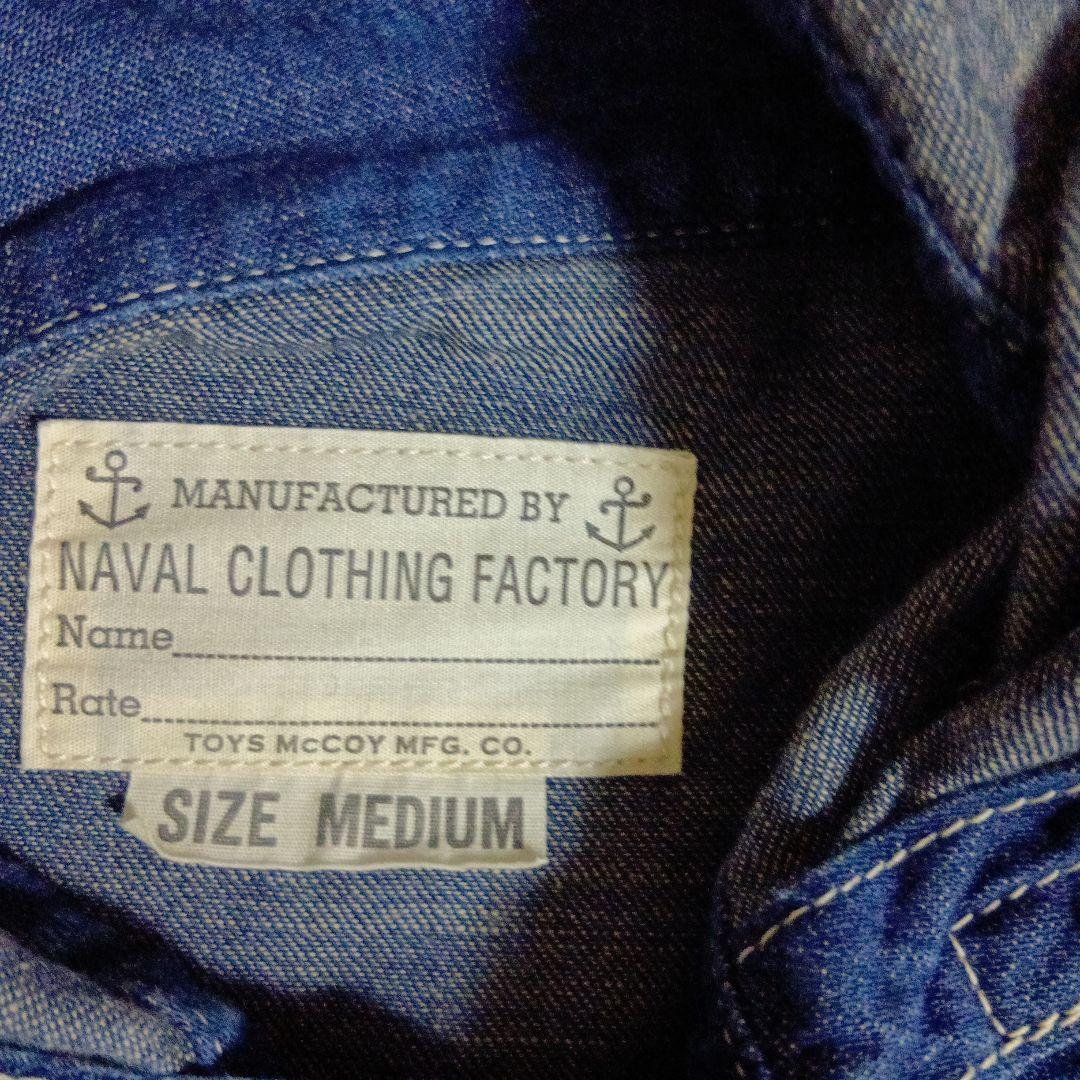 MANUFACTURED BY
NAVAL CLOTHING FACTORY
Name
Rate
TOYS McCOY MFG. CO.
SIZE MEDIUM